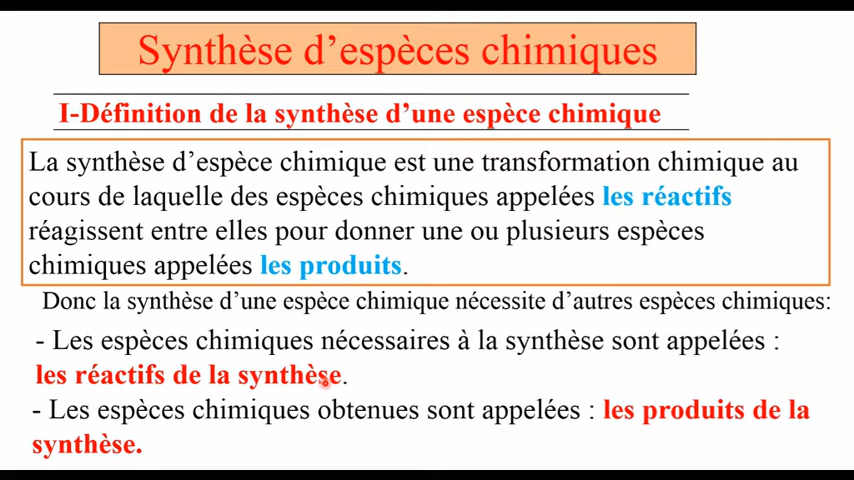 Synthèse d’espèces chimiques
I-Définition de la synthèse d’une espèce chimique
La synthèse d’espèce chimique est une transformation chimique au
cours de laquelle des espèces chimiques appelées les réactifs
réagissent entre elles pour donner une ou plusieurs espèces
chimiques appelées les produits.
Donc la synthèse d’une espèce chimique nécessite d’autres espèces chimiques:
- Les espèces chimiques nécessaires à la synthèse sont appelées :
les réactifs de la synthèse.
- Les espèces chimiques obtenues sont appelées : les produits de la
synthèse.